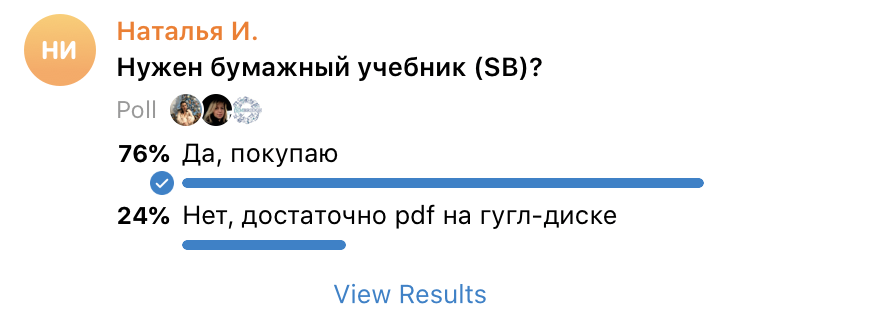 НИ
Наталья И.
Нужен бумажный учебник (SB)?
Poll
76% Да, покупаю
24% Нет, достаточно pdf на гугл-диске
View Results